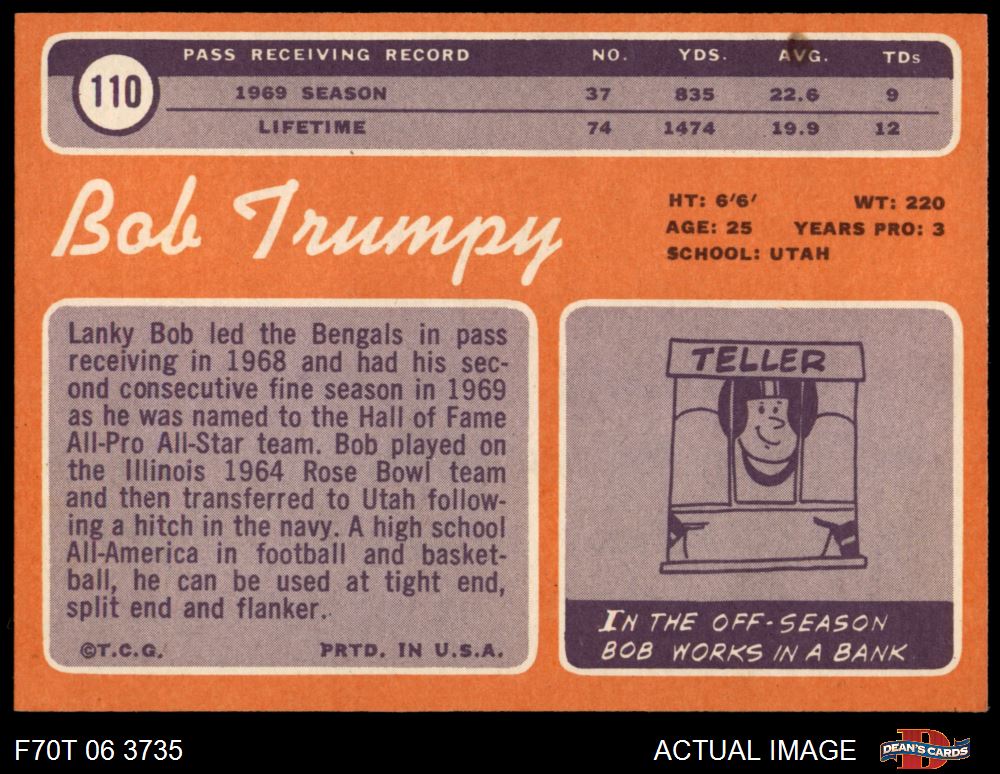 110
PASS RECEIVING RECORD NO. YDS. AVG. TDs
1969 SEASON 37 835 22.6 9
LIFETIME 74 1474 19.9 12
Bob Trumpy
HT: 6'6' WT: 220
AGE: 25 YEARS PRO: 3
SCHOOL: UTAH
Lanky Bob led the Bengals in pass
receiving in 1968 and had his sec-
ond consecutive fine season in 1969
as he was named to the Hall of Fame
All-Pro All-Star team. Bob played on
the Illinois 1964 Rose Bowl team
and then transferred to Utah follow-
ing a hitch in the navy. A high school
All-America in football and basket-
ball, he can be used at tight end,
split end and flanker.
©T.C.G. PRTD. IN U.S.A.
TELLER
IN THE OFF-SEASON
BOB WORKS IN A BANK
F70T 06 3735 ACTUAL IMAGE
D
DEAN'S CARDS